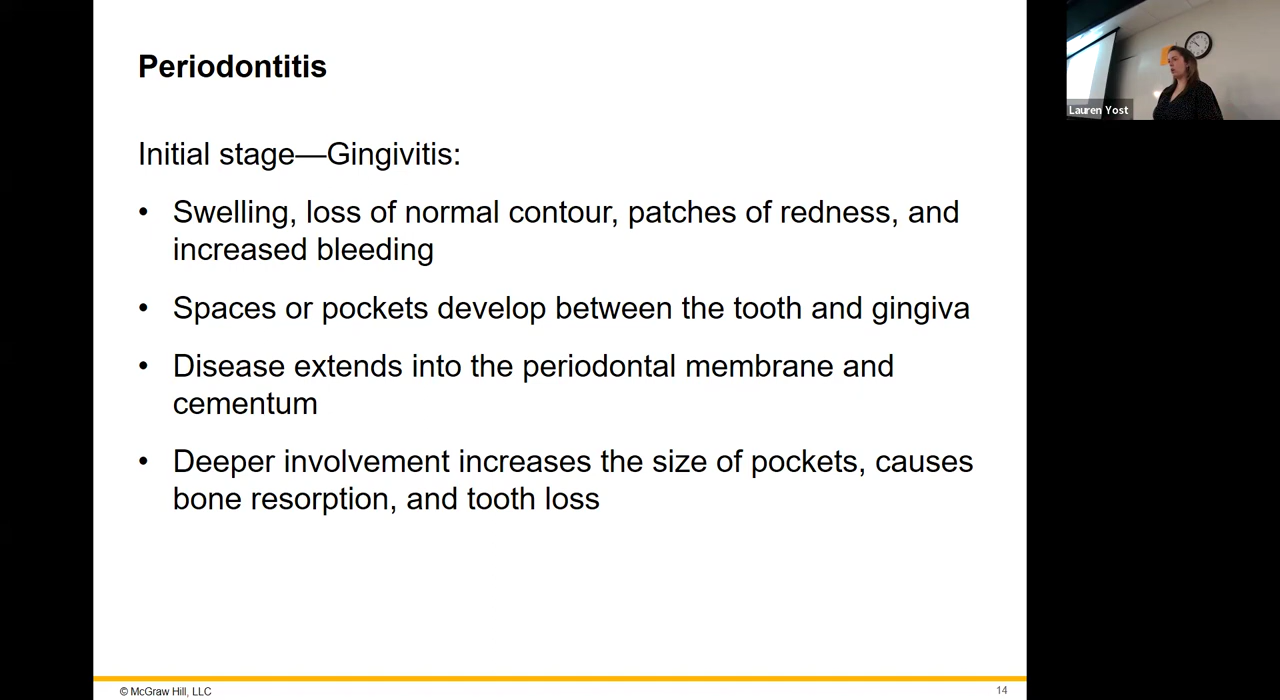 Periodontitis
Initial stage—Gingivitis:
• Swelling, loss of normal contour, patches of redness, and
increased bleeding
• Spaces or pockets develop between the tooth and gingiva
• Disease extends into the periodontal membrane and
cementum
• Deeper involvement increases the size of pockets, causes
bone resorption, and tooth loss
© McGraw Hill, LLC
14
Lauren Yost